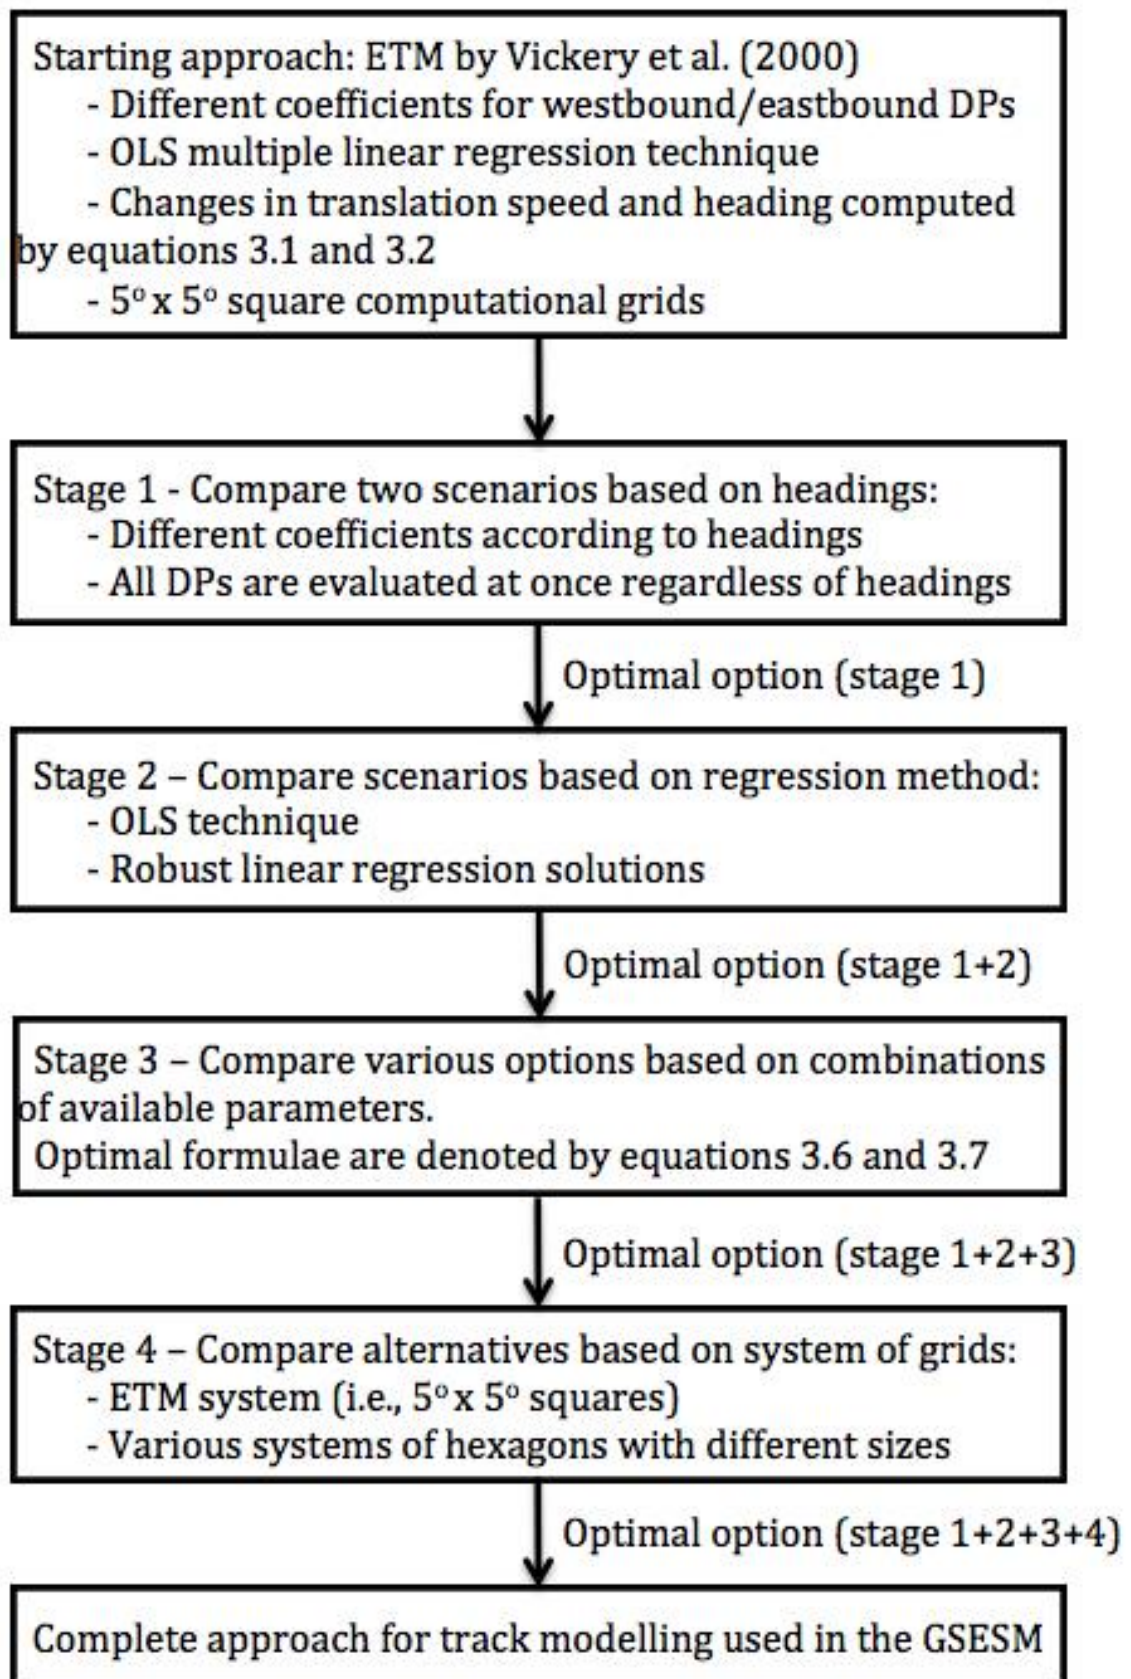 Starting approach: ETM by Vickery et al. (2000)
- Different coefficients for westbound/eastbound DPs
- OLS multiple linear regression technique
- Changes in translation speed and heading computed
by equations 3.1 and 3.2
- 5º x 5º square computational grids
Stage 1 - Compare two scenarios based on headings:
- Different coefficients according to headings
- All DPs are evaluated at once regardless of headings
Optimal option (stage 1)
Stage 2 – Compare scenarios based on regression method:
- OLS technique
- Robust linear regression solutions
Optimal option (stage 1+2)
Stage 3 – Compare various options based on combinations
of available parameters.
Optimal formulae are denoted by equations 3.6 and 3.7
Optimal option (stage 1+2+3)
Stage 4 – Compare alternatives based on system of grids:
- ETM system (i.e., 5º x 5º squares)
- Various systems of hexagons with different sizes
Optimal option (stage 1+2+3+4)
Complete approach for track modelling used in the GSESM